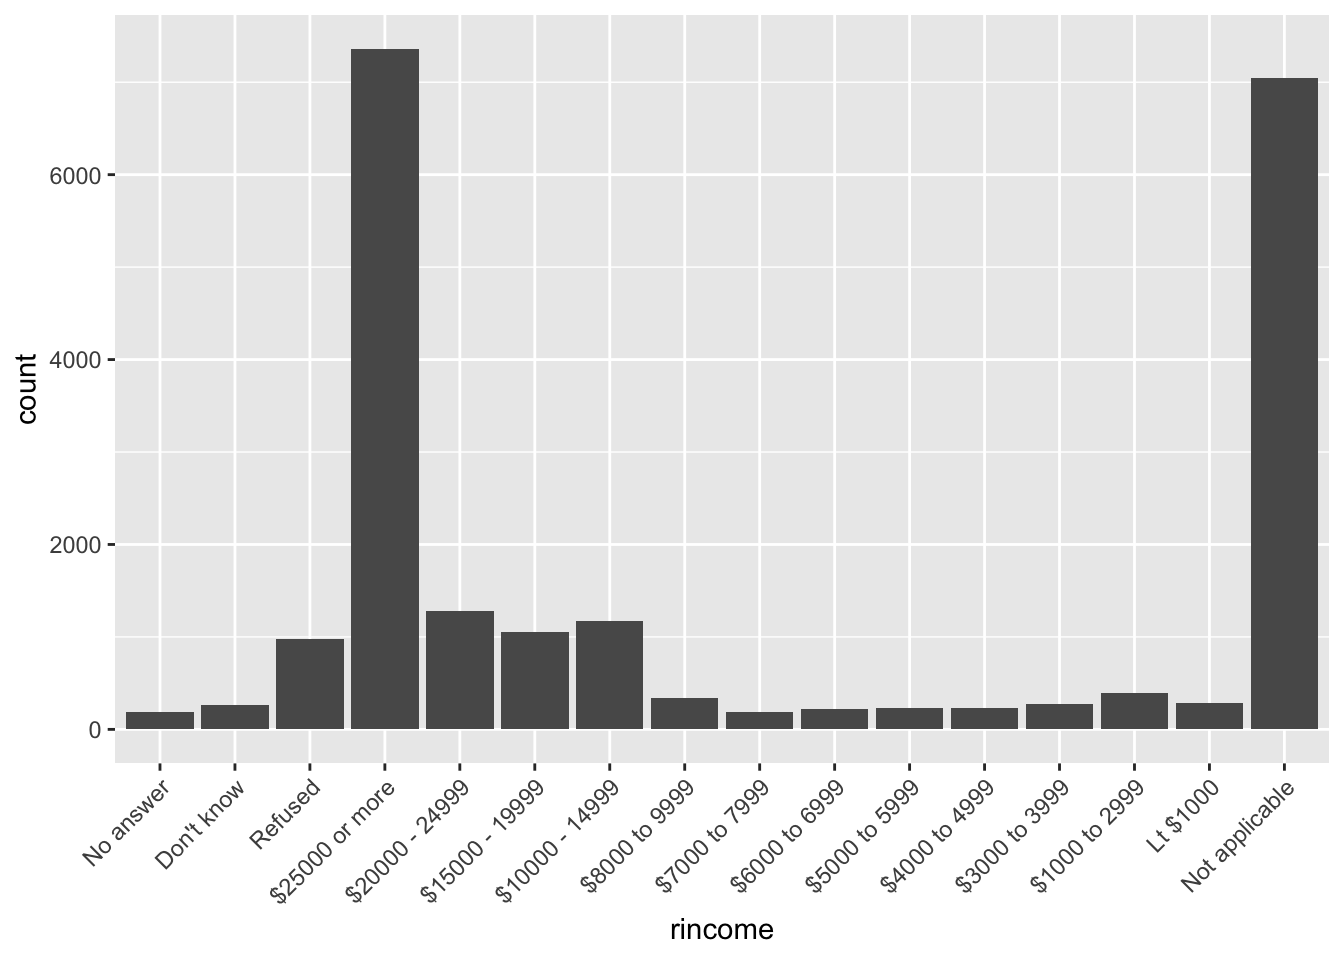 count
6000
4000
2000
0
No answer
Don't know
Refused
$25000 or more
$20000 - 24999
$15000 - 19999
$10000 - 14999
$8000 to 9999
$7000 to 7999
$6000 to 6999
$5000 to 5999
$4000 to 4999
$3000 to 3999
$1000 to 2999
Lt $1000
Not applicable
rincome